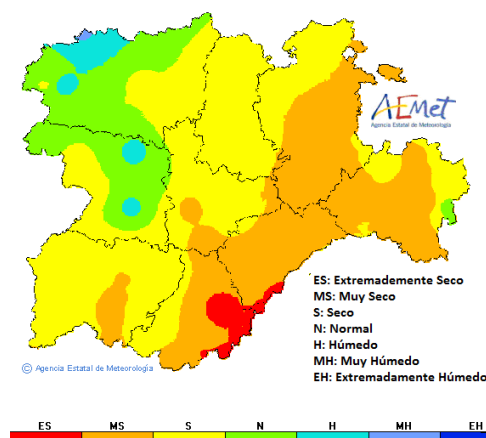 AEMet
Agencia Estatal de Meteorología
ES: Extremademente Seco
MS: Muy Seco
S: Seco
N: Normal
H: Húmedo
MH: Muy Húmedo
EH: Extremadamente Húmedo
© Agencia Estatal de Meteorología
ES MS S N H MH EH